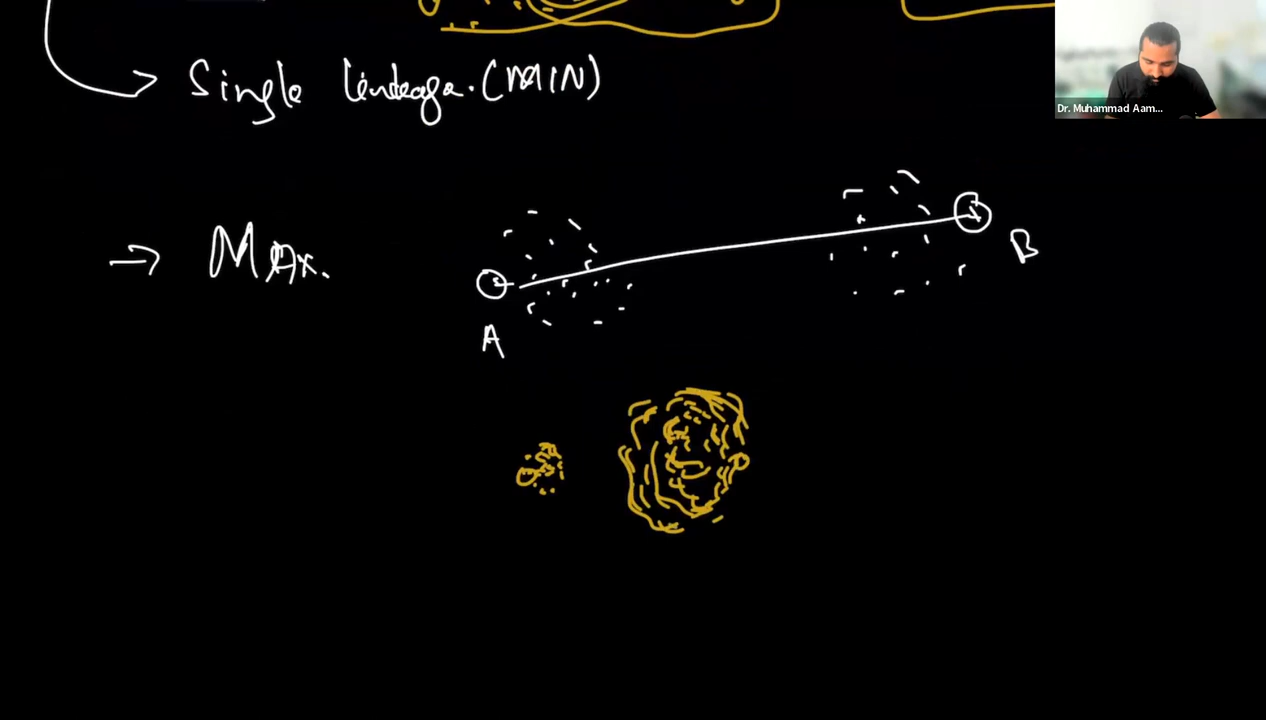 Single Linkage. (MIN)
Dr. Muhammad Aam...
→ Max.
B
A